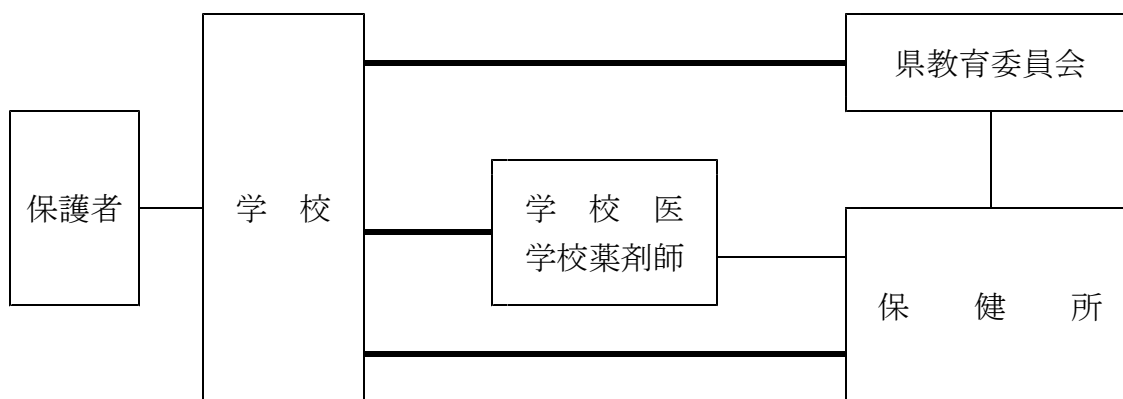 県教育委員会
保護者
学　校
学　校　医
学校薬剤師
保　健　所